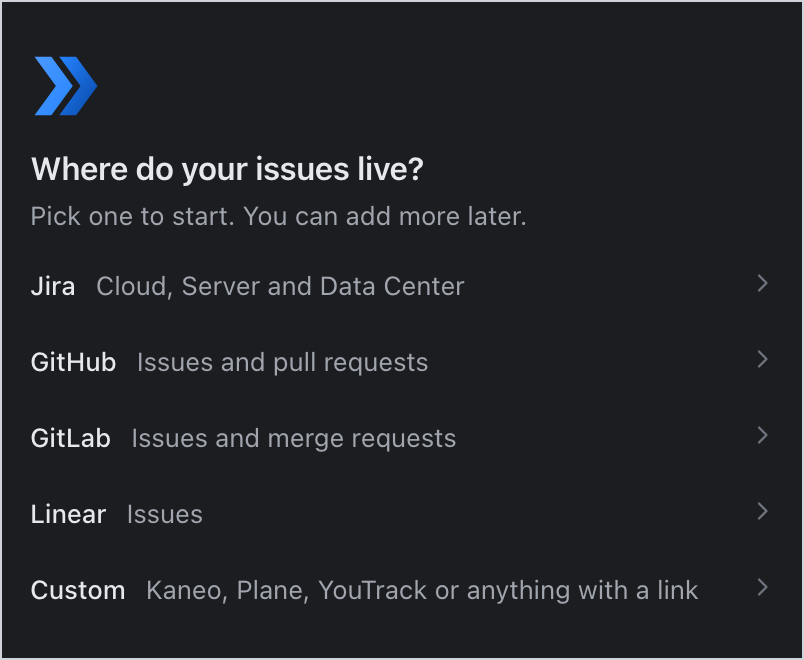 Where do your issues live?
Pick one to start. You can add more later.
Jira Cloud, Server and Data Center
GitHub Issues and pull requests
GitLab Issues and merge requests
Linear Issues
Custom Kaneo, Plane, YouTrack or anything with a link